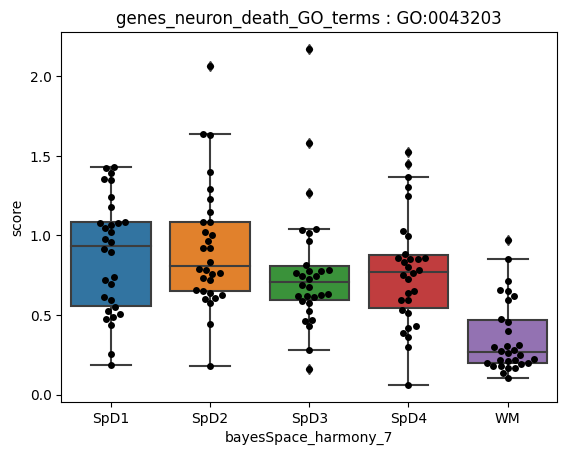 genes_neuron_death_GO_terms : GO:0043203
score
2.0
1.5
1.0
0.5
0.0
SpD1 SpD2 SpD3 SpD4 WM
bayesSpace_harmony_7